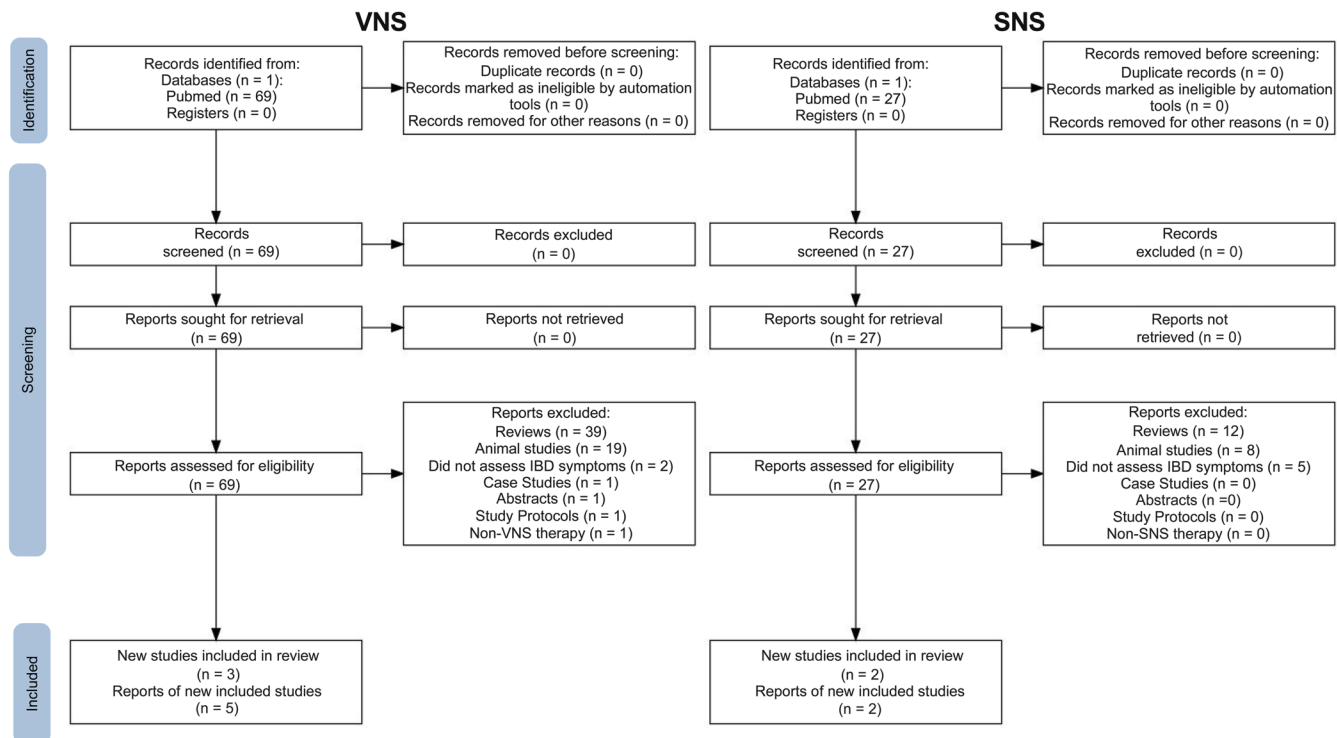 VNS
SNS
Identification
Records identified from:
Databases (n = 1):
Pubmed (n = 69)
Registers (n = 0)
Records removed before screening:
Duplicate records (n = 0)
Records marked as ineligible by automation
tools (n = 0)
Records removed for other reasons (n = 0)
Records identified from:
Databases (n = 1):
Pubmed (n = 27)
Registers (n = 0)
Records removed before screening:
Duplicate records (n = 0)
Records marked as ineligible by automation
tools (n = 0)
Records removed for other reasons (n = 0)
Screening
Records
screened (n = 69)
Records excluded
(n = 0)
Records
screened (n = 27)
Records
excluded (n = 0)
Reports sought for retrieval
(n = 69)
Reports not retrieved
(n = 0)
Reports sought for retrieval
(n = 27)
Reports not
retrieved (n = 0)
Reports assessed for eligibility
(n = 69)
Reports excluded:
Reviews (n = 39)
Animal studies (n = 19)
Did not assess IBD symptoms (n = 2)
Case Studies (n = 1)
Abstracts (n = 1)
Study Protocols (n = 1)
Non-VNS therapy (n = 1)
Reports assessed for eligibility
(n = 27)
Reports excluded:
Reviews (n = 12)
Animal studies (n = 8)
Did not assess IBD symptoms (n = 5)
Case Studies (n = 0)
Abstracts (n =0)
Study Protocols (n = 0)
Non-SNS therapy (n = 0)
Included
New studies included in review
(n = 3)
Reports of new included studies
(n = 5)
New studies included in review
(n = 2)
Reports of new included studies
(n = 2)